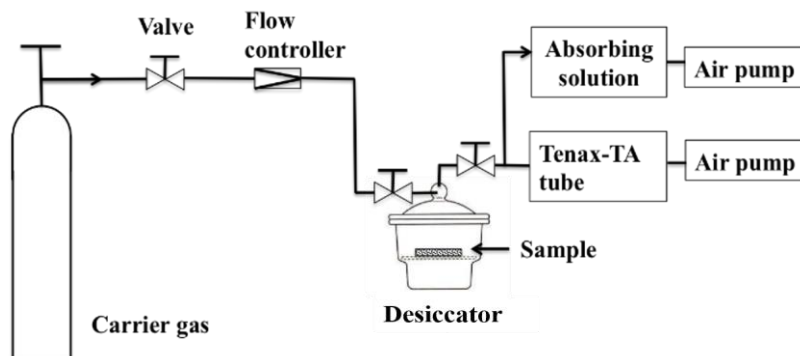 Valve
Flow
controller
Absorbing
solution
Air pump
Tenax-TA
tube
Air pump
Sample
Desiccator
Carrier gas